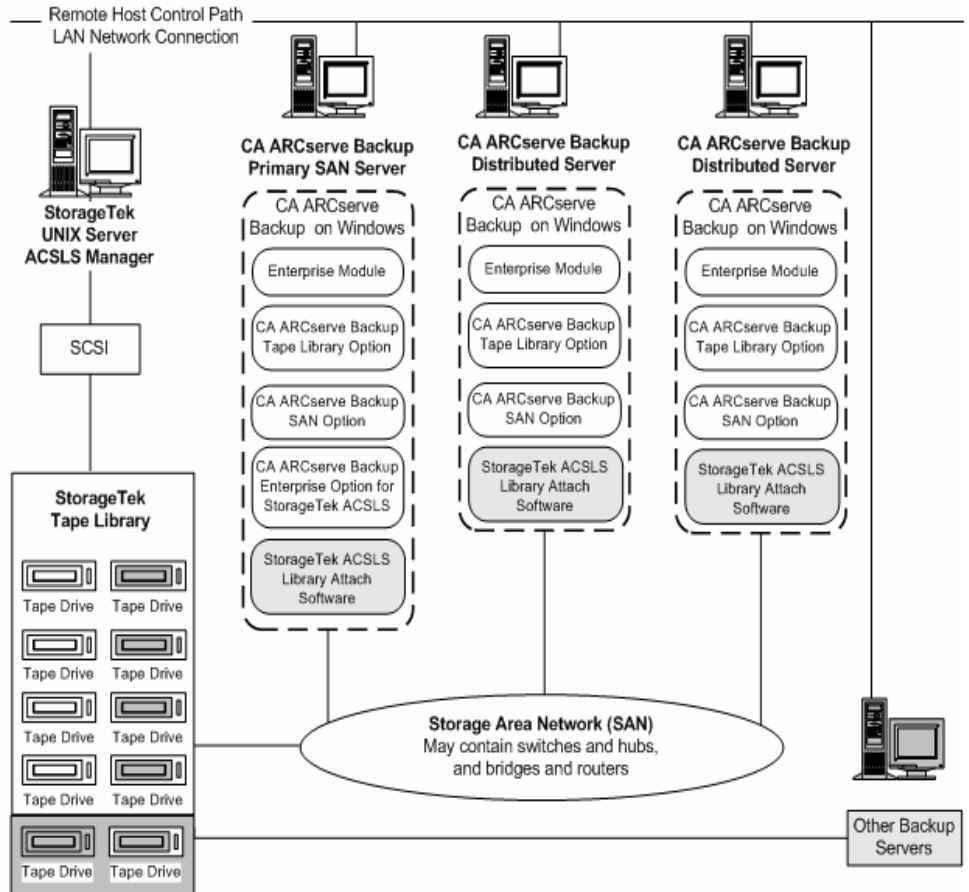 Remote Host Control Path
LAN Network Connection
StorageTek
UNIX Server
ACSLS Manager
SCSI
StorageTek
Tape Library
Tape Drive Tape Drive
Tape Drive Tape Drive
Tape Drive Tape Drive
Tape Drive Tape Drive
Tape Drive Tape Drive
CA ARCserve Backup
Primary SAN Server
CA ARCserve
Backup on Windows
Enterprise Module
CA ARCserve Backup
Tape Library Option
CA ARCserve Backup
SAN Option
CA ARCserve Backup
Enterprise Option for
StorageTek ACSLS
StorageTek ACSLS
Library Attach
Software
CA ARCserve Backup
Distributed Server
CA ARCserve
Backup on Windows
Enterprise Module
CA ARCserve Backup
Tape Library Option
CA ARCserve Backup
SAN Option
StorageTek ACSLS
Library Attach
Software
CA ARCserve Backup
Distributed Server
CA ARCserve
Backup on Windows
Enterprise Module
CA ARCserve Backup
Tape Library Option
CA ARCserve Backup
SAN Option
StorageTek ACSLS
Library Attach
Software
Storage Area Network (SAN)
May contain switches and hubs,
and bridges and routers
Other Backup
Servers